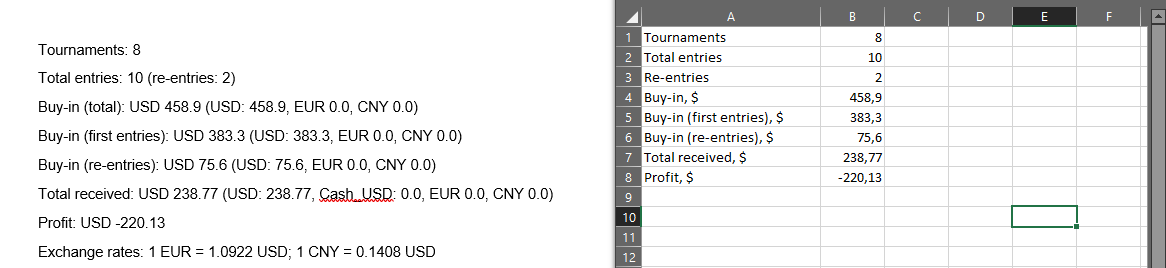 Tournaments: 8
Total entries: 10 (re-entries: 2)
Buy-in (total): USD 458.9 (USD: 458.9, EUR 0.0, CNY 0.0)
Buy-in (first entries): USD 383.3 (USD: 383.3, EUR 0.0, CNY 0.0)
Buy-in (re-entries): USD 75.6 (USD: 75.6, EUR 0.0, CNY 0.0)
Total received: USD 238.77 (USD: 238.77, Cash_USD: 0.0, EUR 0.0, CNY 0.0)
Profit: USD -220.13
Exchange rates: 1 EUR = 1.0922 USD; 1 CNY = 0.1408 USD
A B C D E F
1 Tournaments 8
2 Total entries 10
3 Re-entries 2
4 Buy-in, $ 458,9
5 Buy-in (first entries), $ 383,3
6 Buy-in (re-entries), $ 75,6
7 Total received, $ 238,77
8 Profit, $ -220,13
9
10
11
12